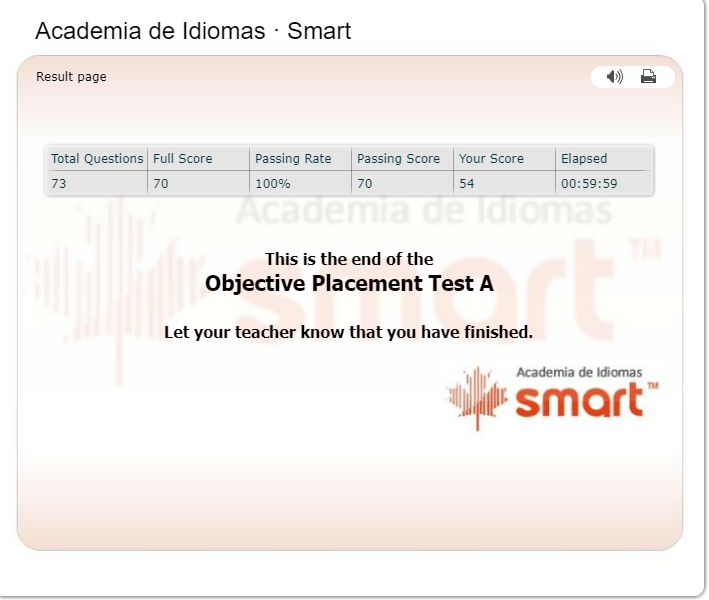 Academia de Idiomas · Smart
Result page
Total Questions Full Score Passing Rate Passing Score Your Score Elapsed
73 70 100% 70 54 00:59:59
Academia de Idiomas
smart™
This is the end of the
Objective Placement Test A
Let your teacher know that you have finished.
Academia de Idiomas
smart™